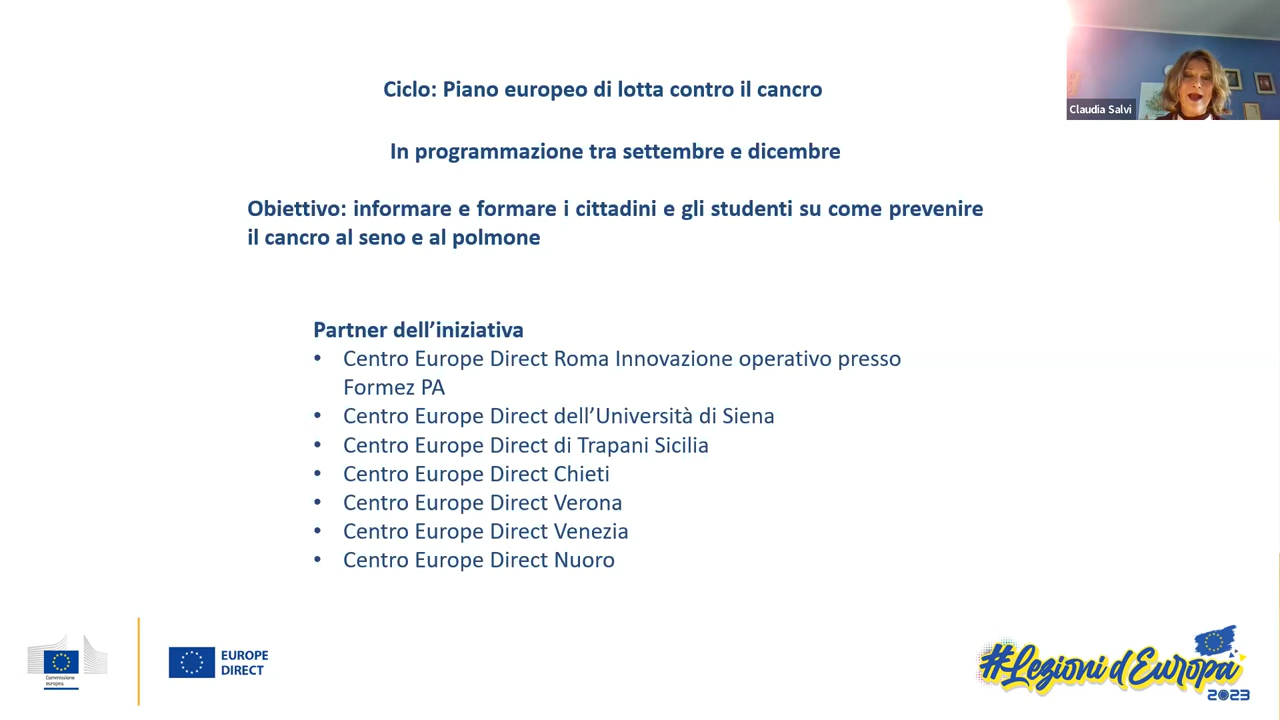 Ciclo: Piano europeo di lotta contro il cancro
Claudia Salvi
In programmazione tra settembre e dicembre
Obiettivo: informare e formare i cittadini e gli studenti su come prevenire
il cancro al seno e al polmone
Partner dell’iniziativa
• Centro Europe Direct Roma Innovazione operativo presso
Formez PA
• Centro Europe Direct dell’Università di Siena
• Centro Europe Direct di Trapani Sicilia
• Centro Europe Direct Chieti
• Centro Europe Direct Verona
• Centro Europe Direct Venezia
• Centro Europe Direct Nuoro
Commissione
europea
EUROPE
DIRECT
#Lezioni d'Europa
2023